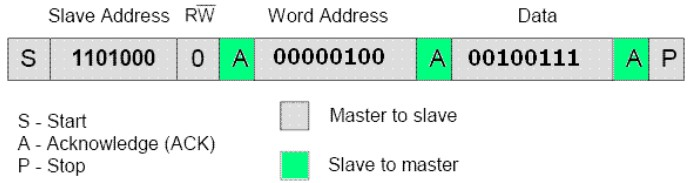 Slave Address RW Word Address Data
S 1101000 0 A 00000100 A 00100111 A P
S - Start
A - Acknowledge (ACK)
P - Stop
Master to slave
Slave to master